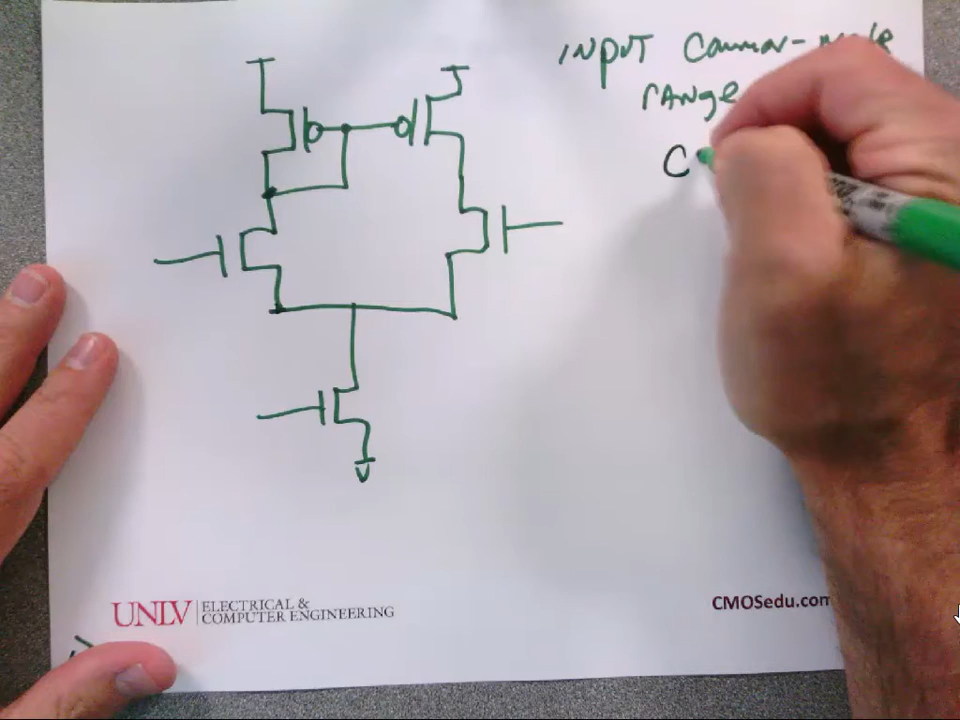 INPUT Common-mode
range
C
UNLV ELECTRICAL &
COMPUTER ENGINEERING
CMOSedu.com